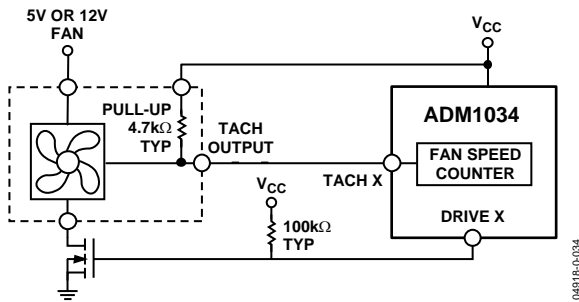 5V OR 12V
FAN
VCC
PULL-UP
4.7kΩ
TYP
TACH
OUTPUT
ADM1034
FAN SPEED
COUNTER
TACH X
VCC
100kΩ
TYP
DRIVE X
04918-0-034